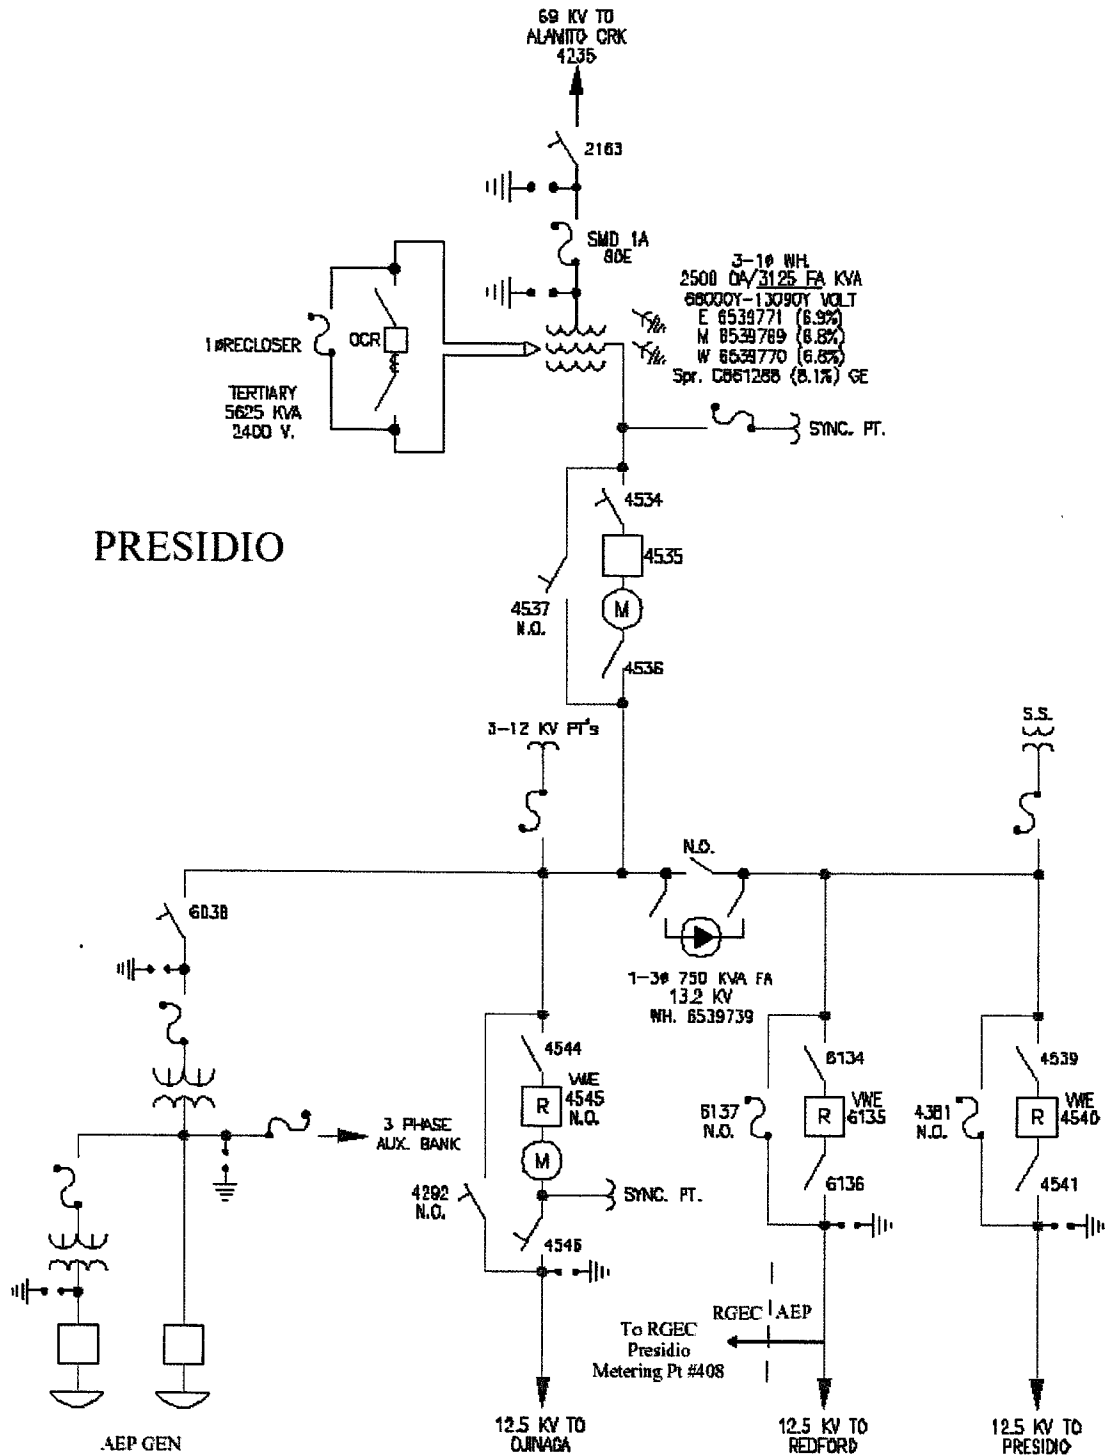 69 KV TO
ALAMITO CRK
4235
2163
SMD 1A
80E
3-1ø WH.
2500 OA/3125 FA KVA
68000Y-13090Y VOLT
E 6539771 (6.9%)
M 6539769 (6.8%)
W 6539770 (6.8%)
Spr. C861288 (8.1%) GE
1øRECLOSER
OCR
TERTIARY
5625 KVA
2400 V.
SYNC. PT.
PRESIDIO
4534
4535
M
4537
N.O.
4536
3-12 KV PT's
S.S.
N.O.
6038
1-3ø 750 KVA FA
13.2 KV
WH. 6539739
4544
VWE
4545
N.O.
R
M
4292
N.O.
SYNC. PT.
4546
6134
VWE
6135
R
6137
N.O.
6136
4539
VWE
4540
R
4381
N.O.
4541
3 PHASE
AUX. BANK
RGEC | AEP
To RGEC
Presidio
Metering Pt #408
AEP GEN
12.5 KV TO
OJINAGA
12.5 KV TO
REDFORD
12.5 KV TO
PRESIDIO